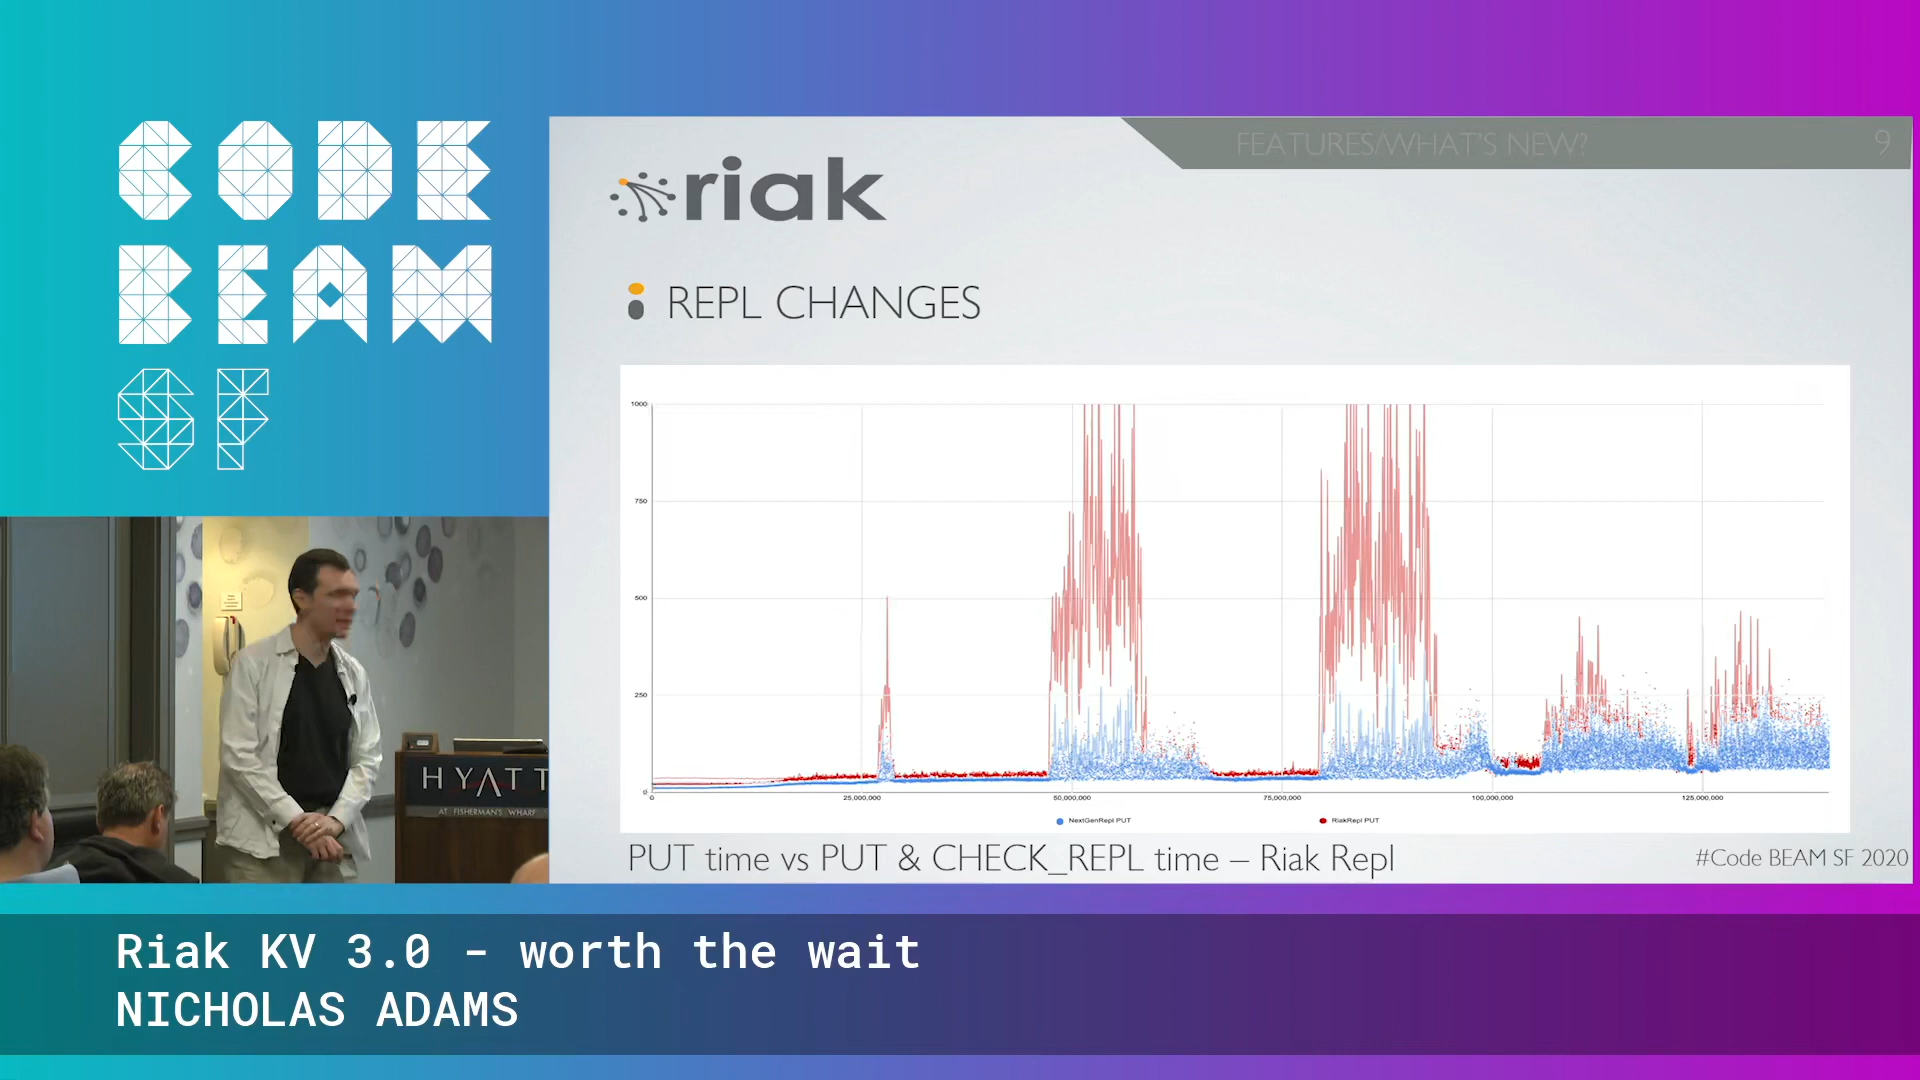 CODE
BEAM
SF
FEATURES/WHAT'S NEW?
9
riak
REPL CHANGES
1000
750
500
250
0
0
25,000,000
50,000,000
75,000,000
100,000,000
125,000,000
NextGenRepl PUT
RiakRepl PUT
PUT time vs PUT & CHECK_REPL time – Riak Repl
#Code BEAM SF 2020
HYATT
AT FISHERMAN'S WHARF
Riak KV 3.0 - worth the wait
NICHOLAS ADAMS